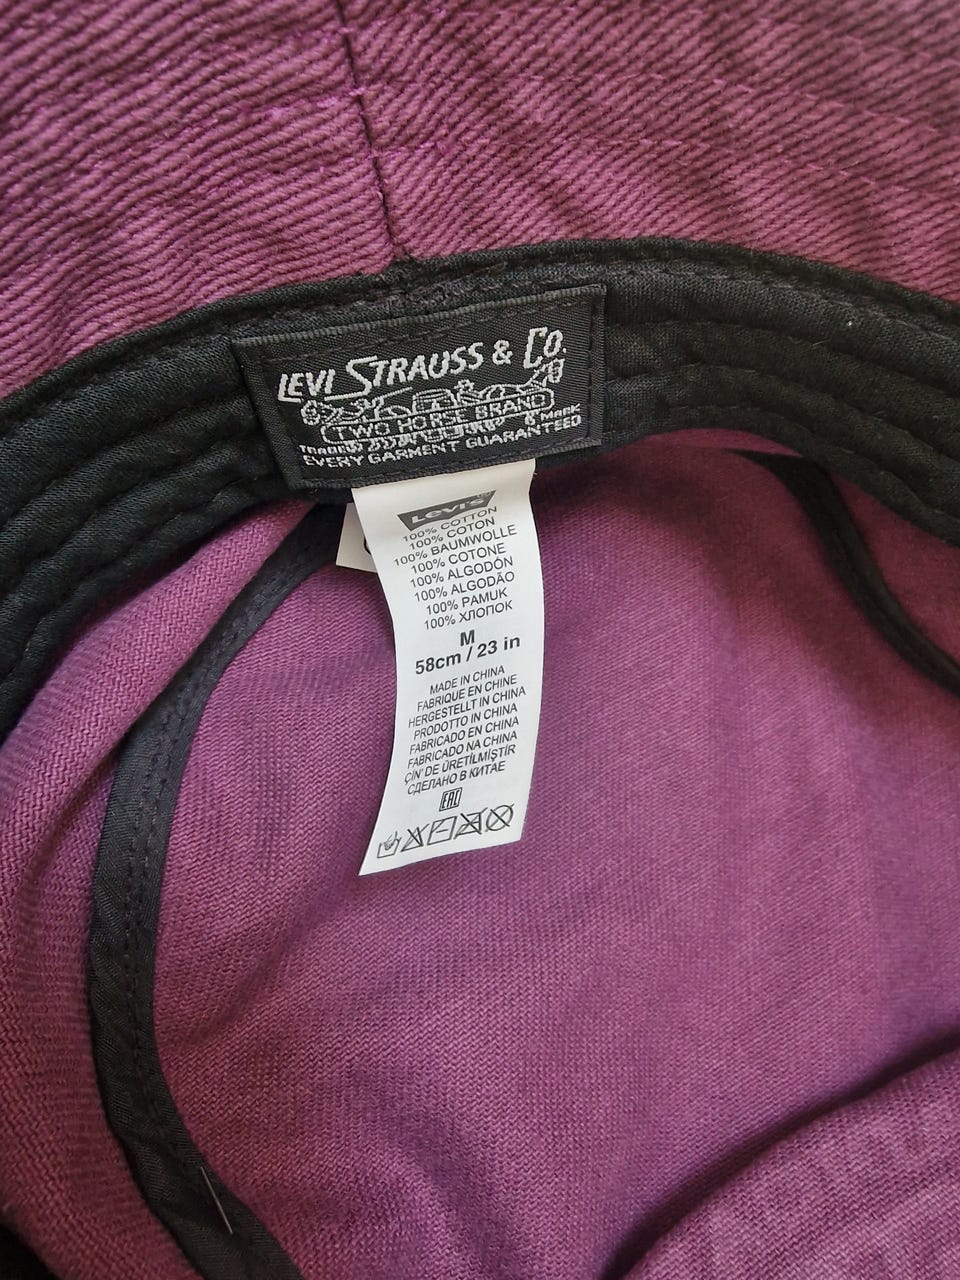 LEVI STRAUSS & CO.
TWO HORSE BRAND
TRADE MARK
EVERY GARMENT GUARANTEED
Levi's®
100% COTTON
100% COTON
100% BAUMWOLLE
100% COTONE
100% ALGODÓN
100% ALGODÃO
100% PAMUK
100% ХЛОПОК
M
58cm / 23 in
MADE IN CHINA
FABRIQUE EN CHINE
HERGESTELLT IN CHINA
PRODOTTO IN CHINA
FABRICADO EN CHINA
FABRICADO NA CHINA
ÇİN' DE ÜRETİLMİŞTİR
СДЕЛАНО В КИТАЕ
EAC